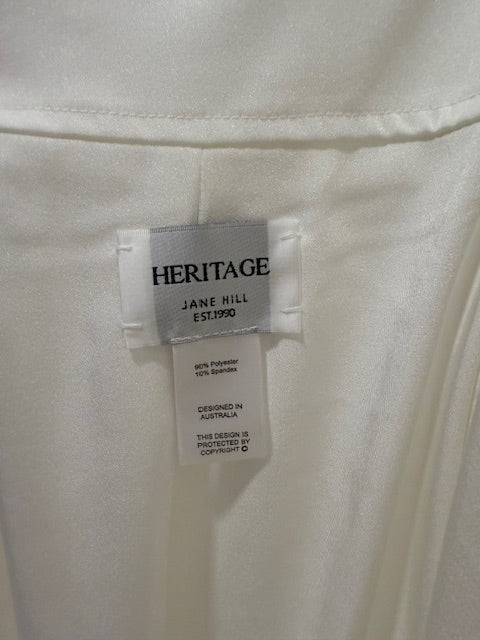 HERITAGE
JANE HILL
EST.1990
90% Polyester
10% Spandex
DESIGNED IN
AUSTRALIA
THIS DESIGN IS
PROTECTED BY
COPYRIGHT ©